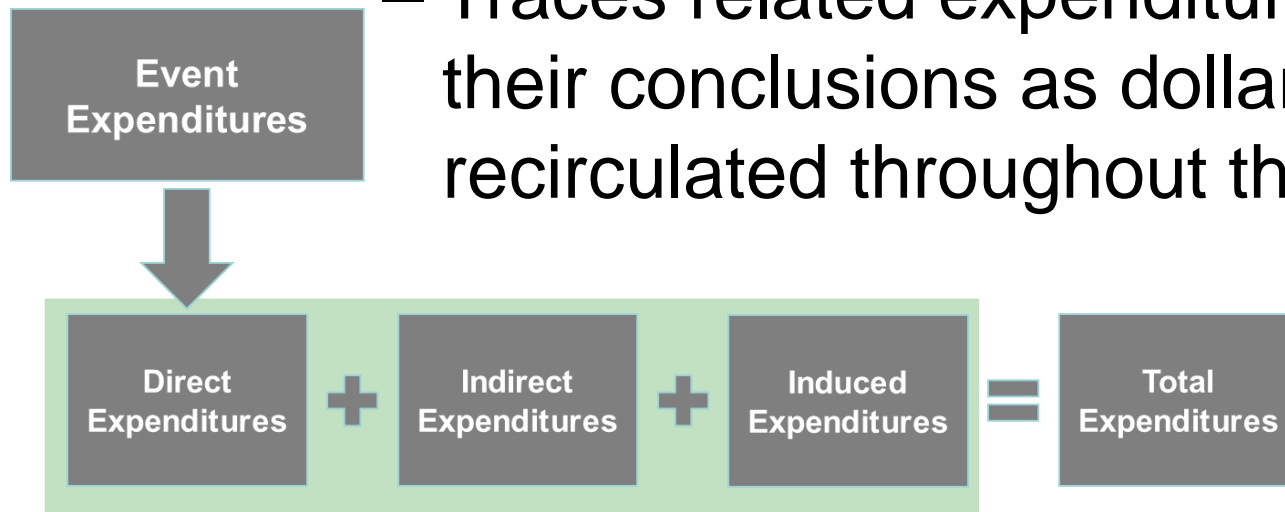 – Traces related expenditur
their conclusions as dollar
recirculated throughout th
Event
Expenditures
Direct
Expenditures
+
Indirect
Expenditures
+
Induced
Expenditures
=
Total
Expenditures